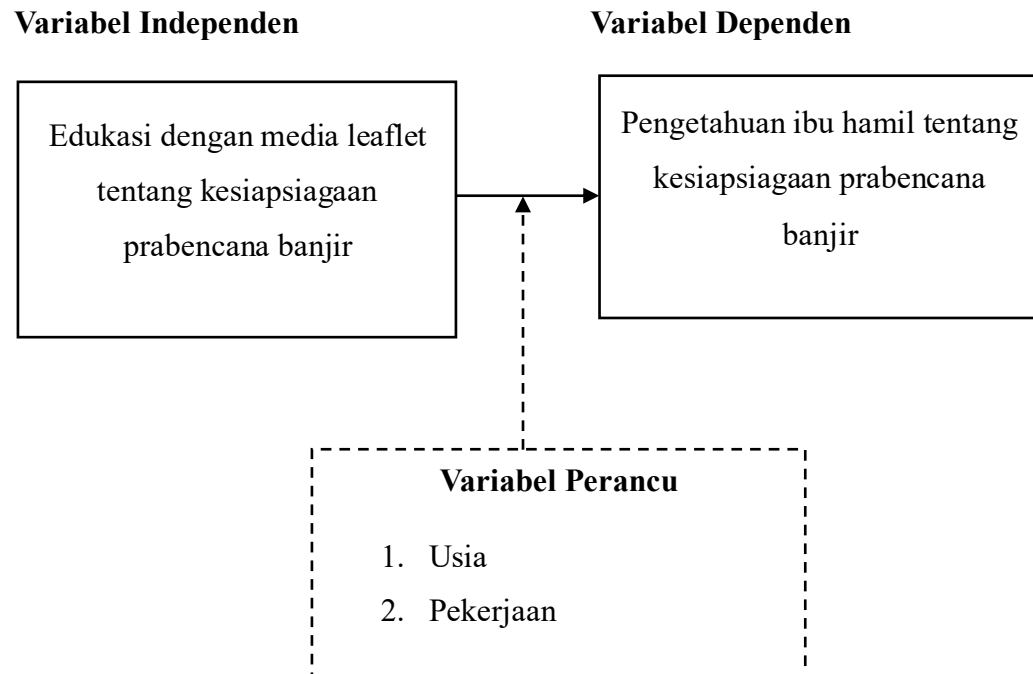 Variabel Independen
Variabel Dependen
Edukasi dengan media leaflet
tentang kesiapsiagaan
prabencana banjir
Pengetahuan ibu hamil tentang
kesiapsiagaan prabencana
banjir
Variabel Perancu
1. Usia
2. Pekerjaan